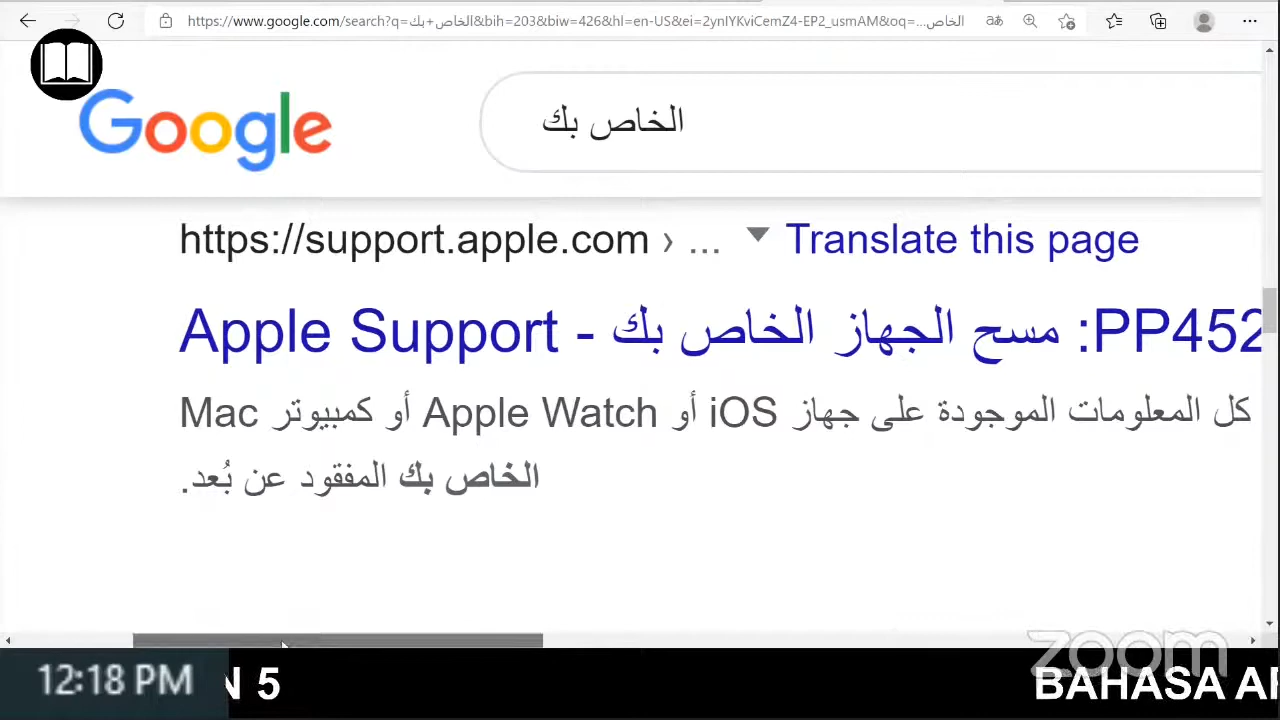 https://www.google.com/search?q=الخاص+بك&bih=203&biw=426&hl=en-US&ei=2ynIYKviCemZ4-EP2_usmAM&oq=الخاص...
Google
الخاص بك
https://support.apple.com › ... Translate this page
PP452: مسح الجهاز الخاص بك - Apple Support
كل المعلومات الموجودة على جهاز iOS أو Apple Watch أو كمبيوتر Mac
الخاص بك المفقود عن بُعد.
zoom
12:18 PM
N 5
BAHASA